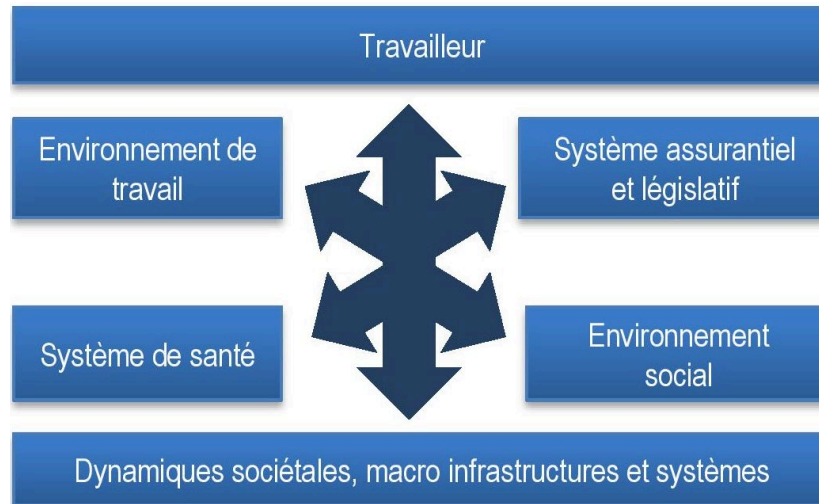 Travailleur
Environnement de
travail
Système assurantiel
et législatif
Système de santé
Environnement
social
Dynamiques sociétales, macro infrastructures et systèmes